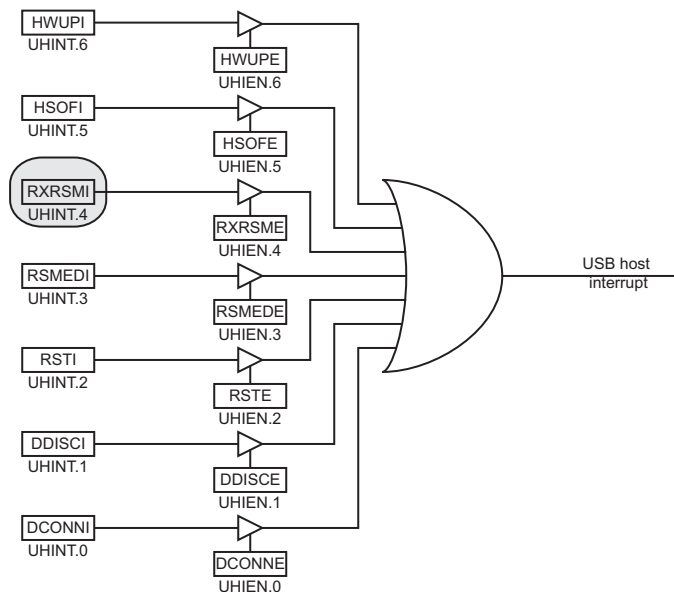 HWUPI
UHINT.6
HWUPE
UHIEN.6
HSOFI
UHINT.5
HSOFE
UHIEN.5
RXRSMI
UHINT.4
RXRSME
UHIEN.4
RSMEDI
UHINT.3
RSMEDE
UHIEN.3
RSTI
UHINT.2
RSTE
UHIEN.2
DDISCI
UHINT.1
DDISCE
UHIEN.1
DCONNI
UHINT.0
DCONNE
UHIEN.0
USB host
interrupt